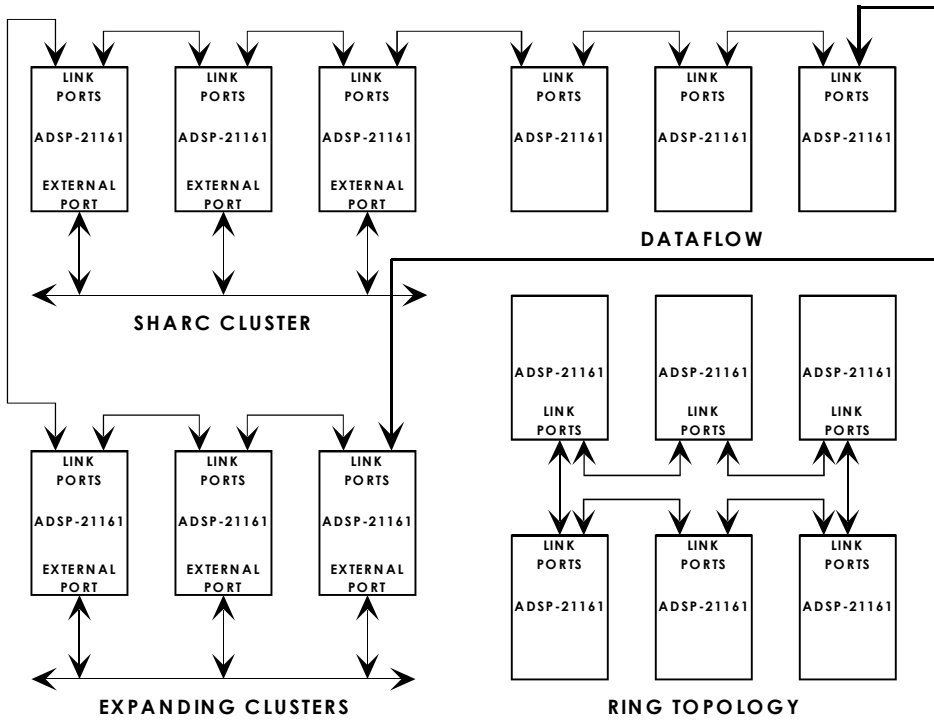 LINK
PORTS
ADSP-21161
EXTERNAL
PORT
LINK
PORTS
ADSP-21161
EXTERNAL
PORT
LINK
PORTS
ADSP-21161
EXTERNAL
PORT
SHARC CLUSTER
LINK
PORTS
ADSP-21161
LINK
PORTS
ADSP-21161
LINK
PORTS
ADSP-21161
DATAFLOW
LINK
PORTS
ADSP-21161
EXTERNAL
PORT
LINK
PORTS
ADSP-21161
EXTERNAL
PORT
LINK
PORTS
ADSP-21161
EXTERNAL
PORT
EXPANDING CLUSTERS
ADSP-21161
LINK
PORTS
ADSP-21161
LINK
PORTS
ADSP-21161
LINK
PORTS
LINK
PORTS
ADSP-21161
LINK
PORTS
ADSP-21161
LINK
PORTS
ADSP-21161
RING TOPOLOGY